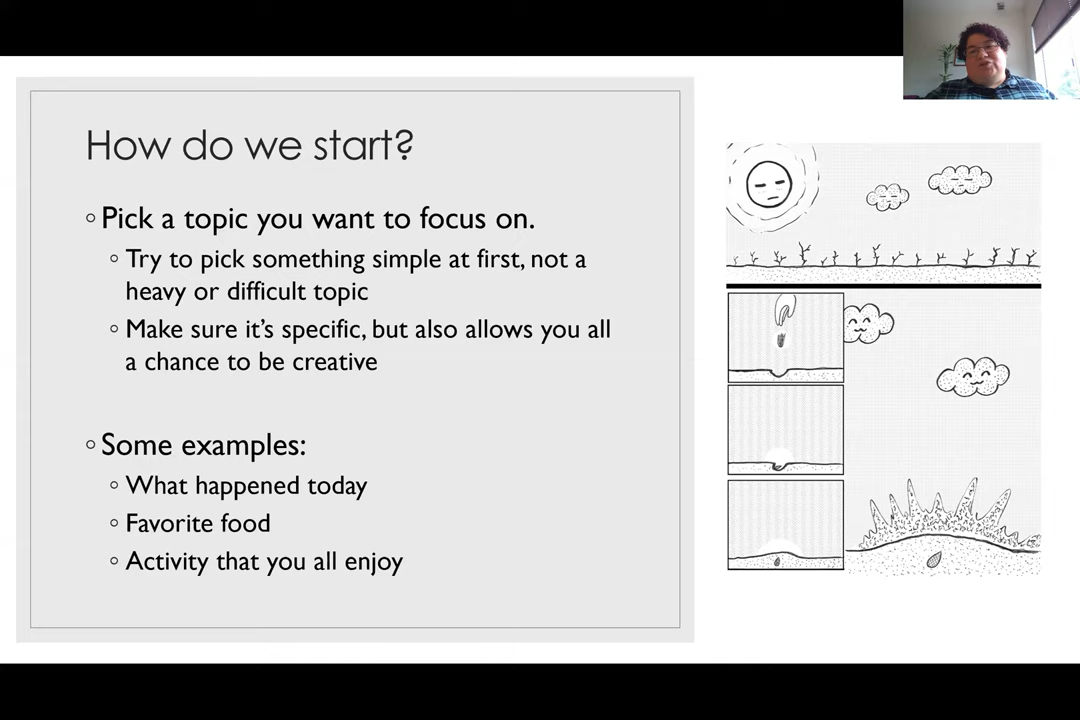 How do we start?
◦ Pick a topic you want to focus on.
◦ Try to pick something simple at first, not a
heavy or difficult topic
◦ Make sure it's specific, but also allows you all
a chance to be creative
◦ Some examples:
◦ What happened today
◦ Favorite food
◦ Activity that you all enjoy